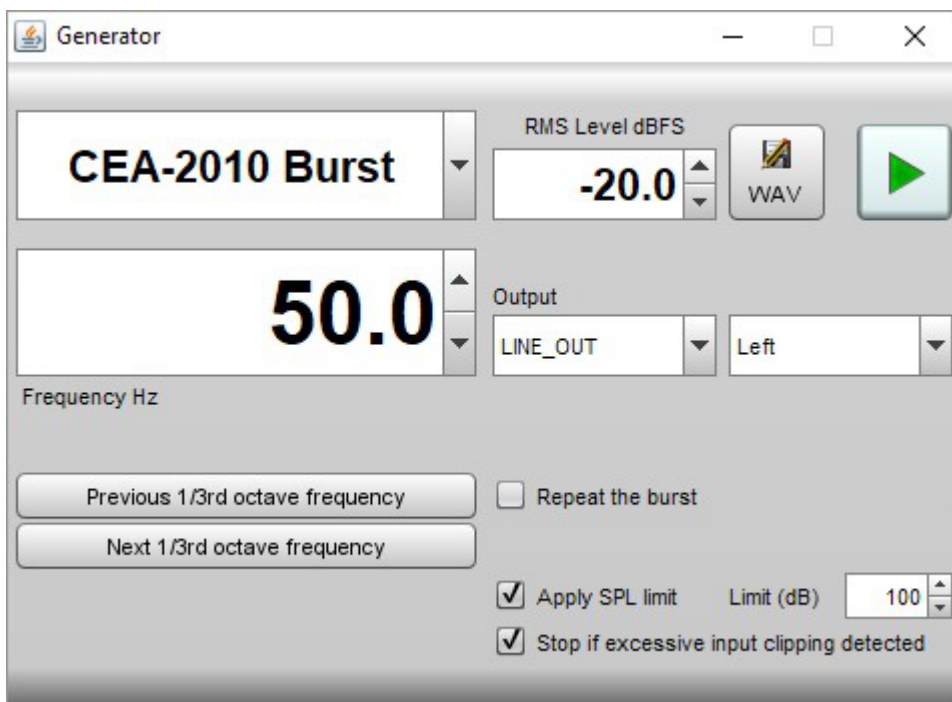 Generator
RMS Level dBFS
CEA-2010 Burst
-20.0
WAV
50.0
Output
LINE_OUT
Left
Frequency Hz
Previous 1/3rd octave frequency
Repeat the burst
Next 1/3rd octave frequency
Apply SPL limit
Limit (dB)
100
Stop if excessive input clipping detected